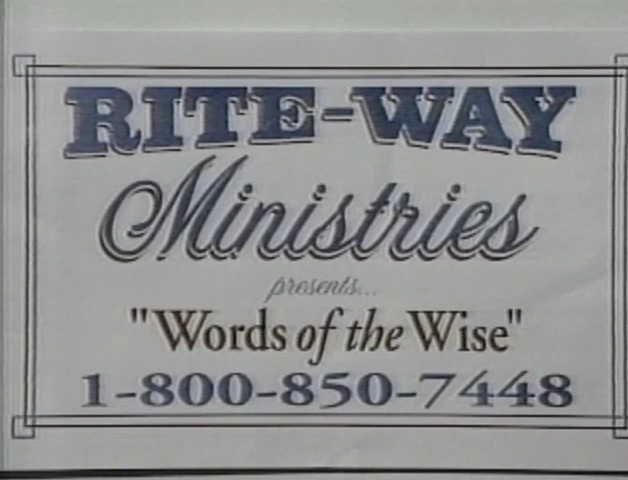 RITE-WAY
Ministries
presents...
"Words of the Wise"
1-800-850-7448